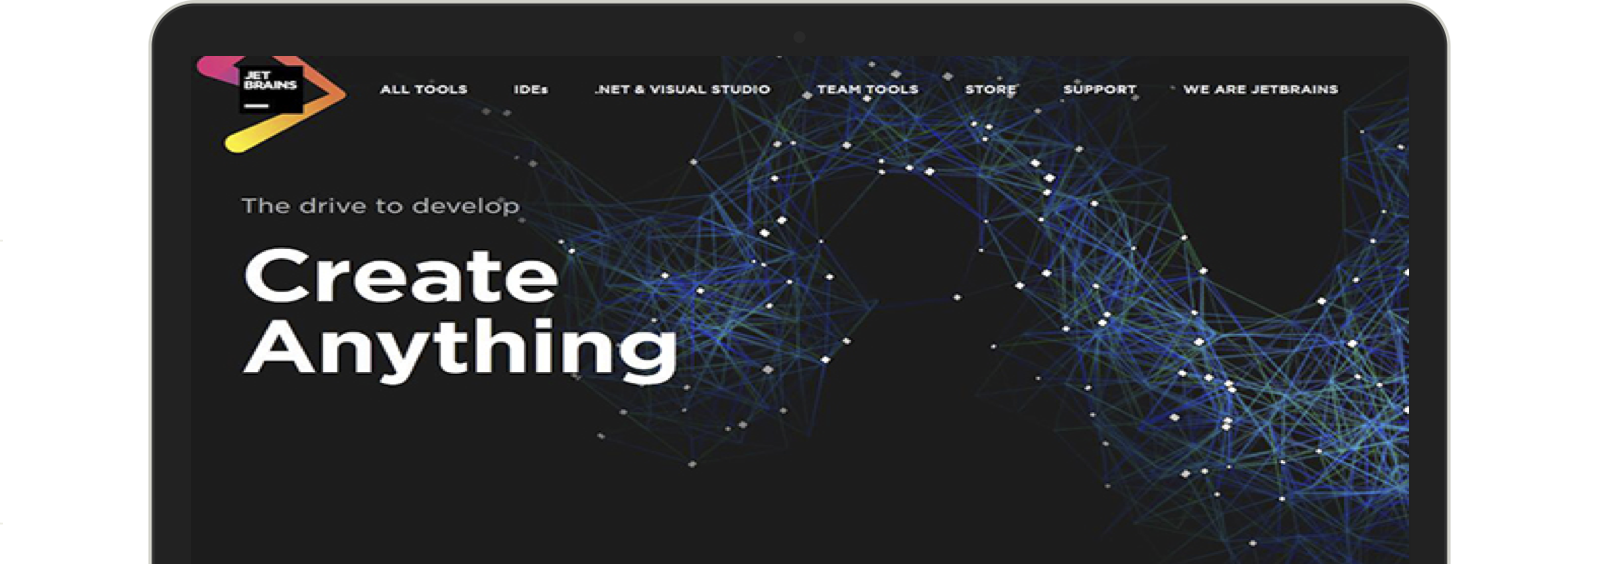 JET
BRAINS
ALL TOOLS IDEs .NET & VISUAL STUDIO TEAM TOOLS STORE SUPPORT WE ARE JETBRAINS
The drive to develop
Create
Anything